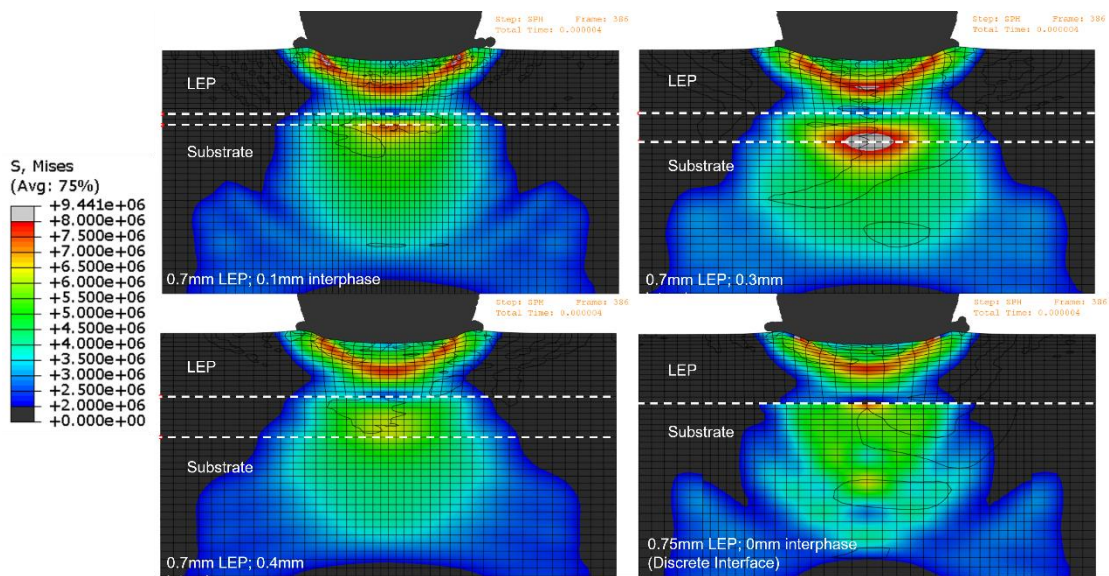 Step: SPH Frame: 386
Total Time: 0.000004
LEP
Substrate
0.7mm LEP; 0.1mm interphase
Step: SPH Frame: 386
Total Time: 0.000004
LEP
Substrate
0.7mm LEP; 0.3mm
S, Mises
(Avg: 75%)
+9.441e+06
+8.000e+06
+7.500e+06
+7.000e+06
+6.500e+06
+6.000e+06
+5.500e+06
+5.000e+06
+4.500e+06
+4.000e+06
+3.500e+06
+3.000e+06
+2.500e+06
+2.000e+06
+0.000e+00
Step: SPH Frame: 386
Total Time: 0.000004
LEP
Substrate
0.7mm LEP; 0.4mm
Step: SPH Frame: 386
Total Time: 0.000004
LEP
Substrate
0.75mm LEP; 0mm interphase
(Discrete Interface)